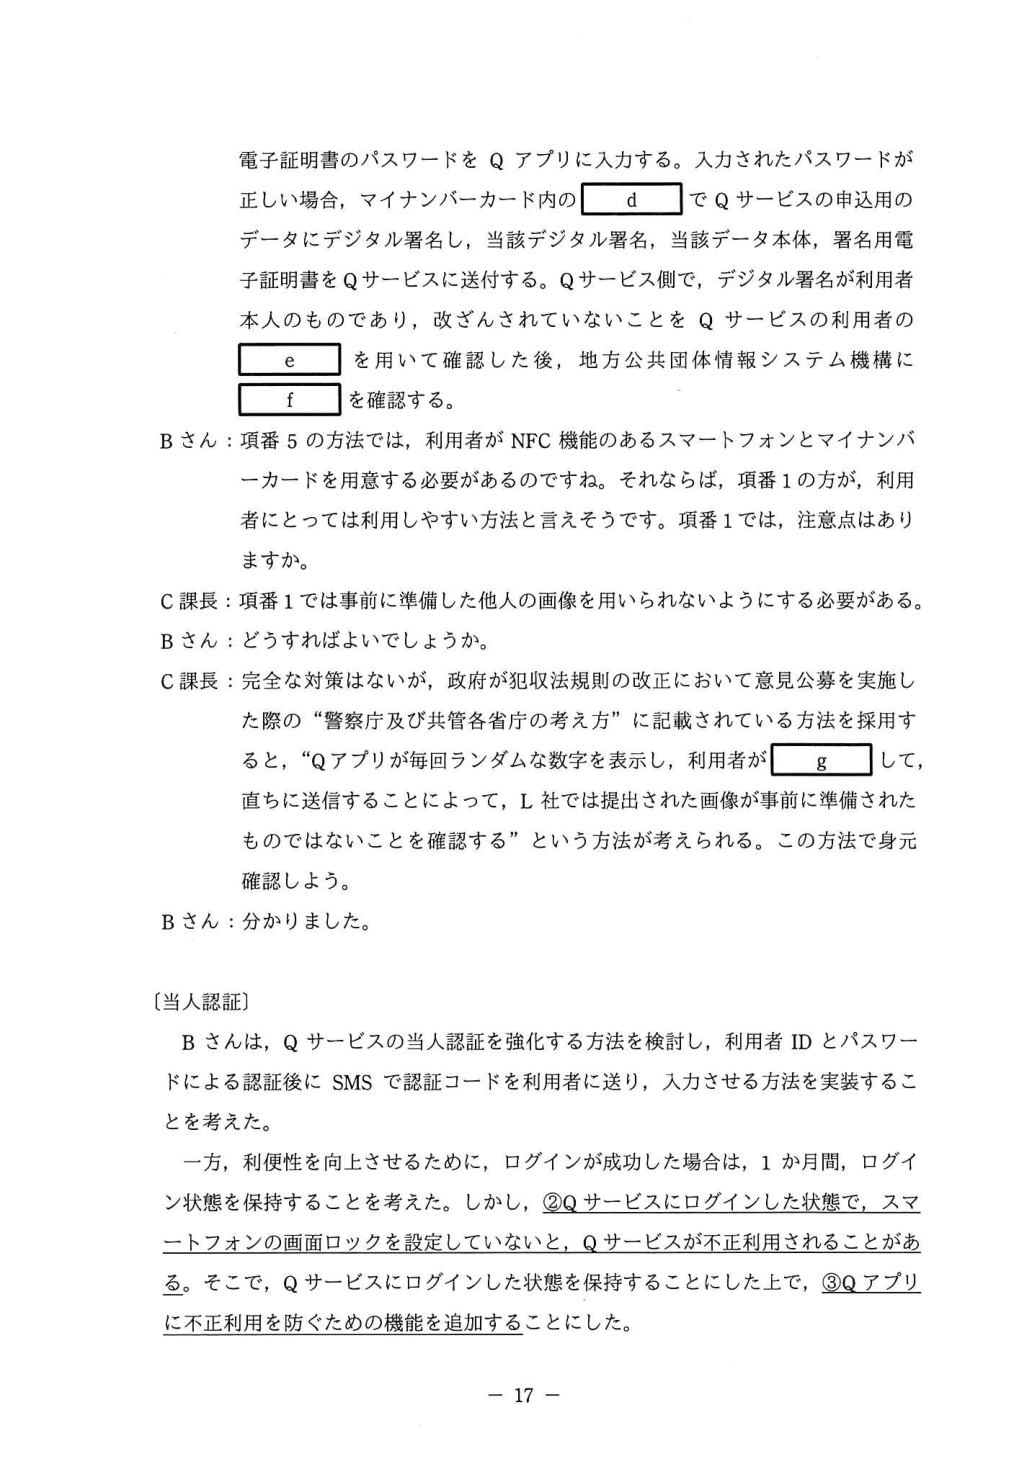 電子証明書のパスワードを Q アプリに入力する。入力されたパスワードが
正しい場合，マイナンバーカード内の d で Q サービスの申込用の
データにデジタル署名し，当該デジタル署名，当該データ本体，署名用電
子証明書を Q サービスに送付する。Q サービス側で，デジタル署名が利用者
本人のものであり，改ざんされていないことを Q サービスの利用者の
e を用いて確認した後，地方公共団体情報システム機構に
f を確認する。
B さん：項番 5 の方法では，利用者が NFC 機能のあるスマートフォンとマイナンバ
ーカードを用意する必要があるのですね。それならば，項番 1 の方が，利用
者にとっては利用しやすい方法と言えそうです。項番 1 では，注意点はあり
ますか。
C 課長：項番 1 では事前に準備した他人の画像を用いられないようにする必要がある。
B さん：どうすればよいでしょうか。
C 課長：完全な対策はないが，政府が犯収法規則の改正において意見公募を実施し
た際の“警察庁及び共管各省庁の考え方”に記載されている方法を採用す
ると，“Q アプリが毎回ランダムな数字を表示し，利用者が g して，
直ちに送信することによって，L 社では提出された画像が事前に準備された
ものではないことを確認する”という方法が考えられる。この方法で身元
確認しよう。
B さん：分かりました。
〔当人認証〕
B さんは，Q サービスの当人認証を強化する方法を検討し，利用者 ID とパスワー
ドによる認証後に SMS で認証コードを利用者に送り，入力させる方法を実装するこ
とを考えた。
一方，利便性を向上させるために，ログインが成功した場合は，1 か月間，ログイ
ン状態を保持することを考えた。しかし，②Q サービスにログインした状態で，スマ
ートフォンの画面ロックを設定していないと，Q サービスが不正利用されることがあ
る。そこで，Q サービスにログインした状態を保持することにした上で，③Q アプリ
に不正利用を防ぐための機能を追加することにした。
－ 17 －